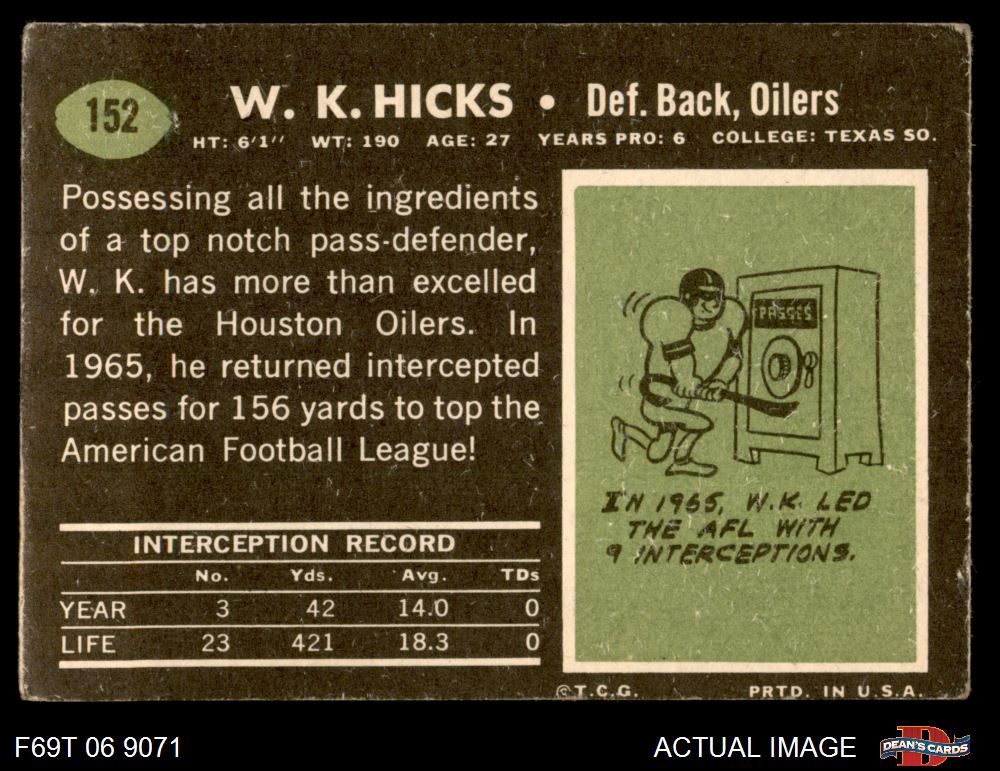 152
W. K. HICKS • Def. Back, Oilers
HT: 6'1" WT: 190 AGE: 27 YEARS PRO: 6 COLLEGE: TEXAS SO.
Possessing all the ingredients
of a top notch pass-defender,
W. K. has more than excelled
for the Houston Oilers. In
1965, he returned intercepted
passes for 156 yards to top the
American Football League!
INTERCEPTION RECORD
No. Yds. Avg. TDs
YEAR 3 42 14.0 0
LIFE 23 421 18.3 0
PASSES
IN 1965, W.K. LED
THE AFL WITH
9 INTERCEPTIONS.
©T.C.G. PRTD. IN U.S.A.
F69T 06 9071
ACTUAL IMAGE
D
DEAN'S CARDS